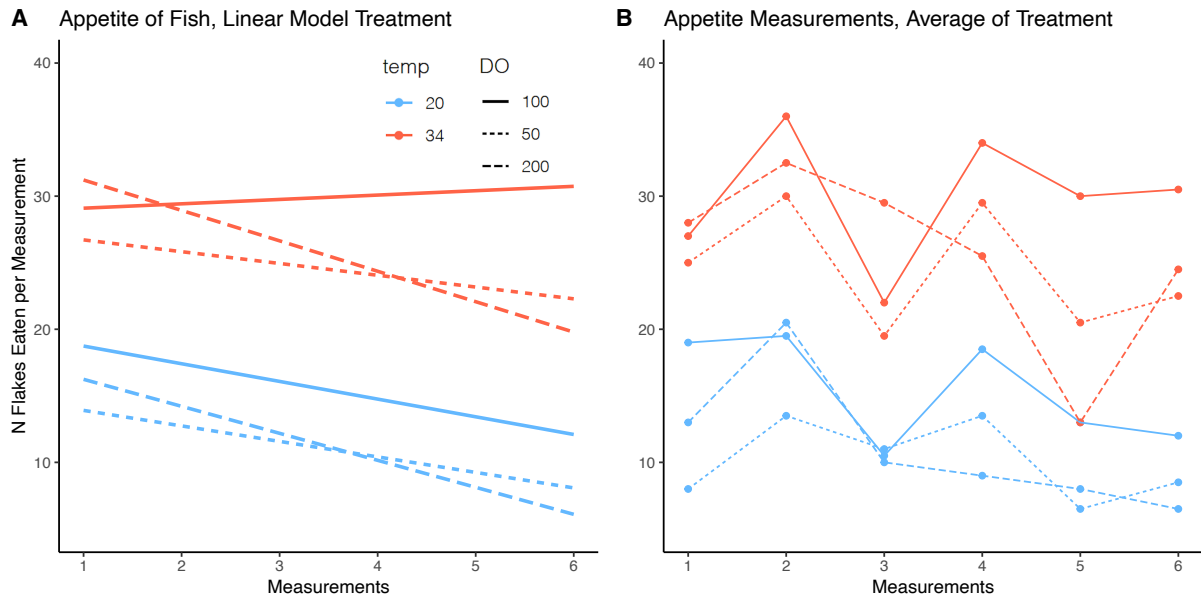 A Appetite of Fish, Linear Model Treatment
temp DO
20 100
34 50
200
N Flakes Eaten per Measurement
40
30
20
10
1 2 3 4 5 6
Measurements
B Appetite Measurements, Average of Treatment
40
30
20
10
1 2 3 4 5 6
Measurements